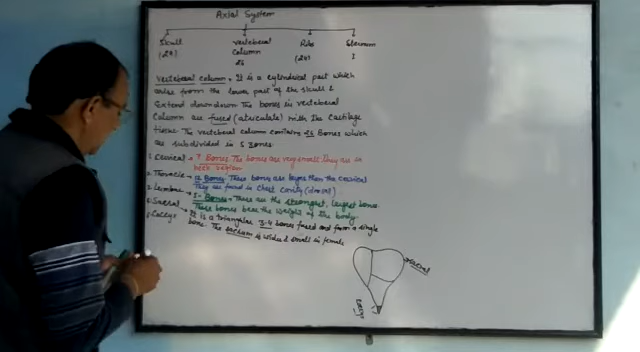 Axial System
Skull Vertebral Ribs Sternum
(29) Column (24) 1
26
Vertebral column - It is a cylindrical part which
arise from the lower part of the skull &
Extend down the bones in vertebral
Column are fused (articulate) with the cartilage
tissue. The vertebral column contains 26 Bones which
are subdivided in 5 Bones
1. Cervical - 7 Bones. The bones are very small They are in
neck region
2. Thoracic - 12 Bones. These bones are larger than the cervical
They are found in chest cavity (dorsal)
3. Lumbar - 5 - Bones - These are the strongest, largest bone.
These bones bear the weight of the body.
4. Sacral - It is a triangular. 3-4 bones fused and form a single
5. Coccyx bone. The sacrum is wider & small in female
Sacral
Coccyx